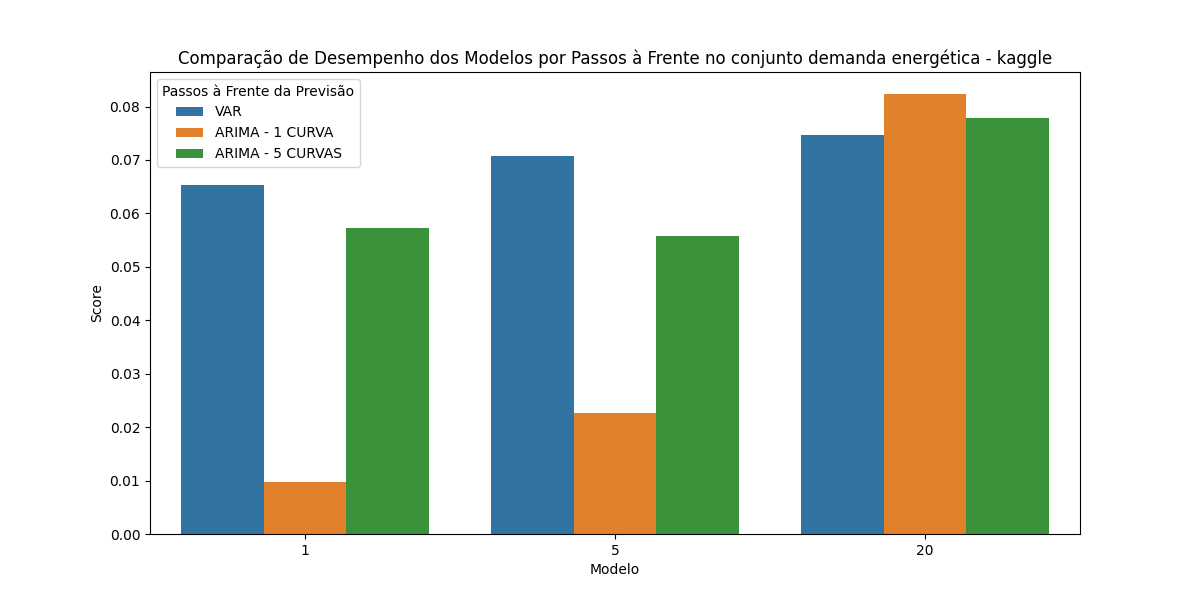 Comparação de Desempenho dos Modelos por Passos à Frente no conjunto demanda energética - kaggle
Passos à Frente da Previsão
VAR
ARIMA - 1 CURVA
ARIMA - 5 CURVAS
0.08
0.07
0.06
0.05
0.04
0.03
0.02
0.01
0.00
Score
1
5
20
Modelo